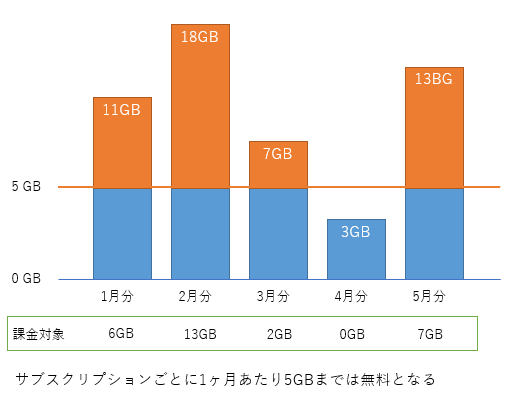 18GB
11GB
13BG
7GB
5 GB
3GB
0 GB
1月分 2月分 3月分 4月分 5月分
課金対象 6GB 13GB 2GB 0GB 7GB
サブスクリプションごとに1ヶ月あたり5GBまでは無料となる